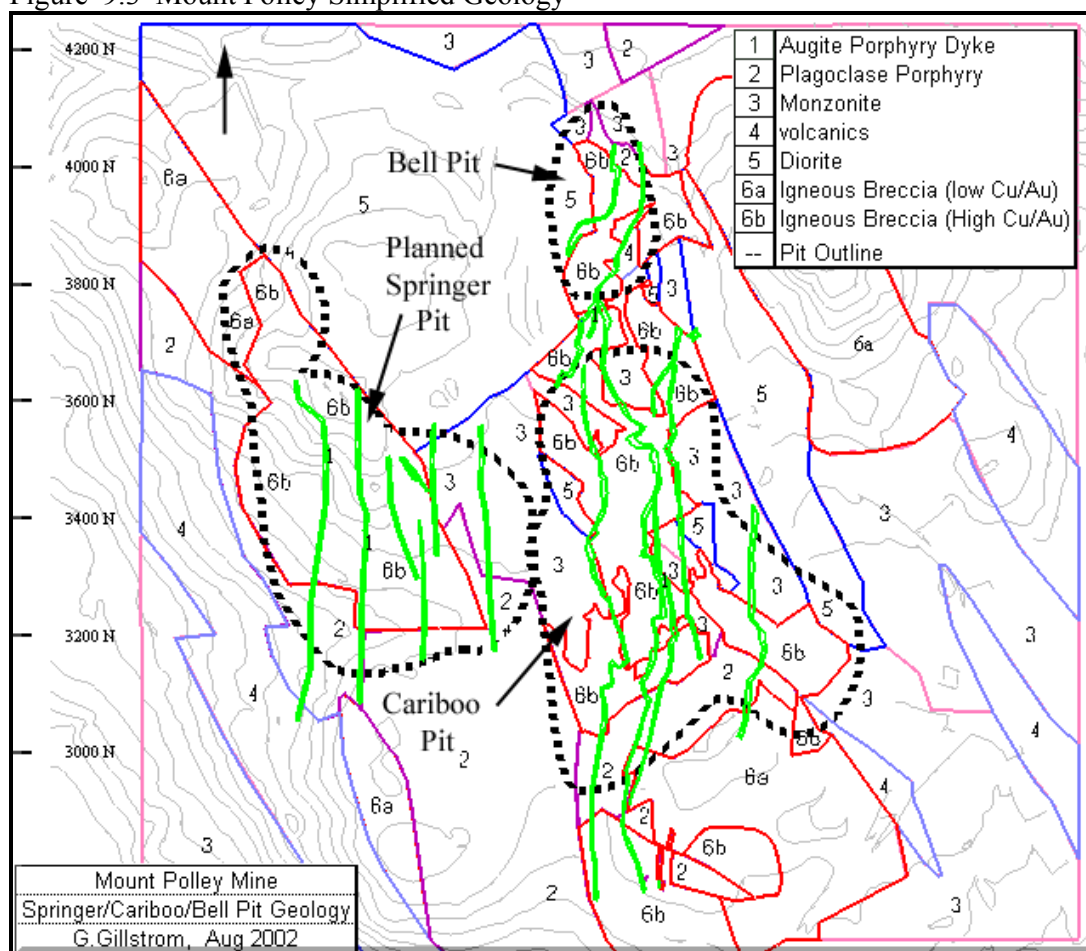 Figure 9.3 Mount Polley Simplified Geology
1 Augite Porphyry Dyke
2 Plagoclase Porphyry
3 Monzonite
4 volcanics
5 Diorite
6a Igneous Breccia (low Cu/Au)
6b Igneous Breccia (High Cu/Au)
-- Pit Outline
4200 N
4000 N
3800 N
3600 N
3400 N
3200 N
3000 N
Bell Pit
Planned
Springer
Pit
Cariboo
Pit
Mount Polley Mine
Springer/Cariboo/Bell Pit Geology
G.Gillstrom, Aug 2002